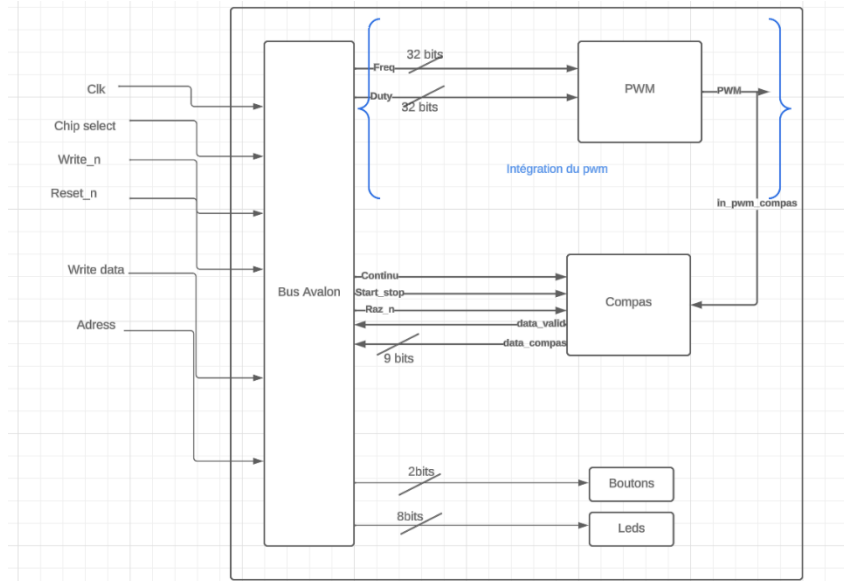 Clk
Chip select
Write_n
Reset_n
Write data
Adress
Bus Avalon
32 bits
Freq
Duty
32 bits
PWM
PWM
Intégration du pwm
in_pwm_compas
Continu
Start_stop
Raz_n
data_valid
data_compas
9 bits
Compas
2bits
Boutons
8bits
Leds